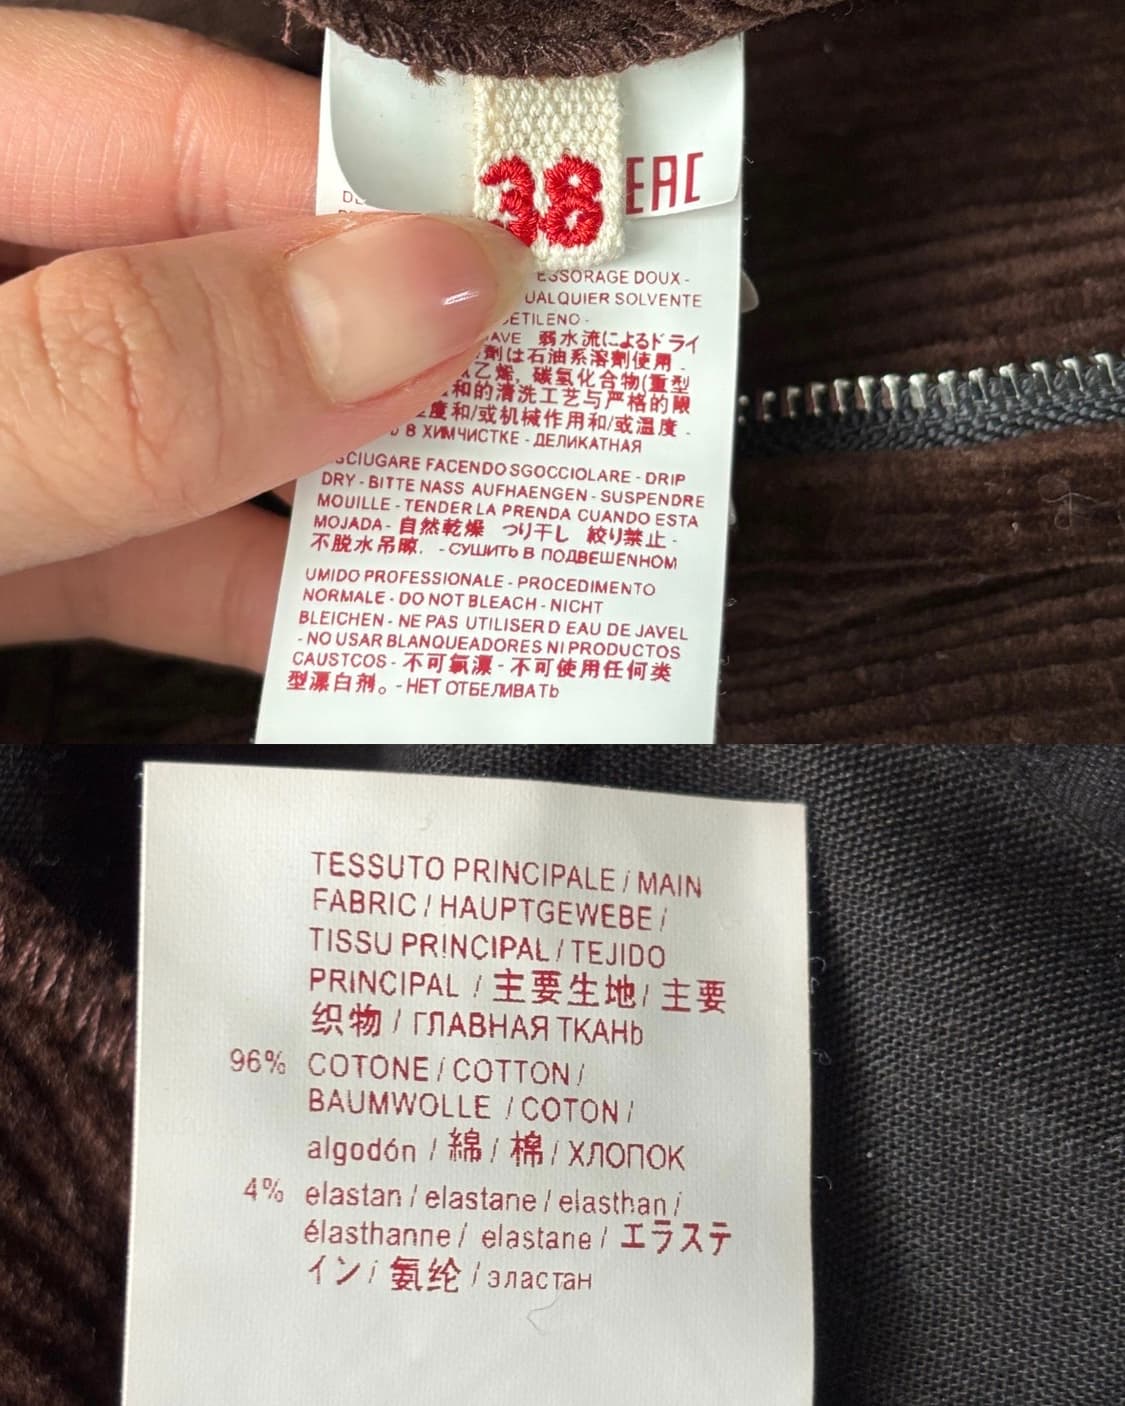 38
EAC
ESSORAGE DOUX -
UALQUIER SOLVENTE
ETILENO -
AVE 弱水流によるドライ
劑は石油系溶劑使用 -
乙烯, 碳氢化合物(重型
和的清洗工艺与严格的限
度和/或机械作用和/或温度 -
В ХИМЧИСТКЕ - ДЕЛИКАТНАЯ
SCIUGARE FACENDO SGOCCIOLARE - DRIP
DRY - BITTE NASS AUFHAENGEN - SUSPENDRE
MOUILLE - TENDER LA PRENDA CUANDO ESTA
MOJADA - 自然乾燥 つり干し 絞り禁止 -
不脱水吊晾. - СУШИТЬ В ПОДВЕШЕННОМ
UMIDO PROFESSIONALE - PROCEDIMENTO
NORMALE - DO NOT BLEACH - NICHT
BLEICHEN - NE PAS UTILISER D EAU DE JAVEL
- NO USAR BLANQUEADORES NI PRODUCTOS
CAUSTCOS - 不可氯漂 - 不可使用任何类
型漂白剂。 - НЕТ ОТБЕЛИВАТЬ
TESSUTO PRINCIPALE / MAIN
FABRIC / HAUPTGEWEBE /
TISSU PRINCIPAL / TEJIDO
PRINCIPAL / 主要生地 / 主要
织物 / ГЛАВНАЯ ТКАНЬ
96% COTONE / COTTON /
BAUMWOLLE / COTON /
algodón / 綿 / 棉 / ХЛОПОК
4% elastan / elastane / elasthan /
élasthanne / elastane / エラステ
イン / 氨纶 / эластан